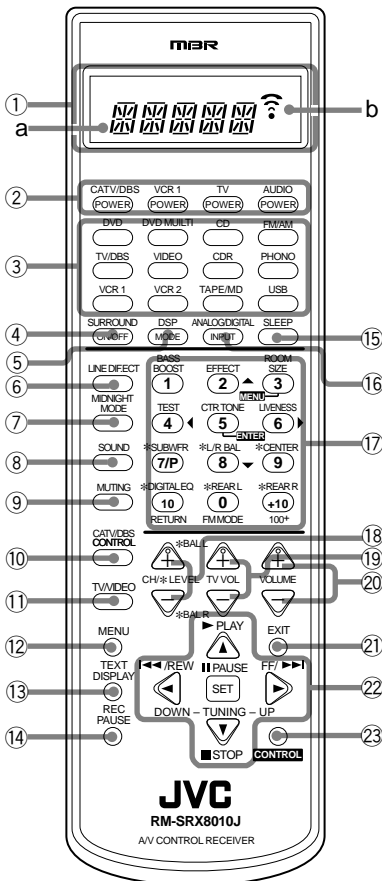 MBR
①
a
b
CATV/DBS VCR 1 TV AUDIO
② POWER POWER POWER POWER
DVD DVD MUILTI CD FM/AM
③
TV/DBS VIDEO CDR PHONO
VCR 1 VCR 2 TAPE/MD USB
④ SURROUND DSP ANALOG/DIGITAL SLEEP
ON/OFF MODE INPUT ⑮
⑤ BASS ROOM ⑯
LINE DIRECT BOOST EFFECT SIZE
⑥ 1 2 3
MENU
MIDNIGHT
MODE TEST CTR TONE LIVENESS
⑦ 4 5 6
ENTER ⑰
SOUND *SUBWFR *L/R BAL *CENTER
⑧ 7/P 8 9
MUTING *DIGITAL EQ *REAR L *REAR R
⑨ 10 0 +10
RETURN FM MODE 100+
CATV/DBS
CONTROL *BAL L ⑱
⑩ + + + ⑲
TV/VIDEO CH/* LEVEL TV VOL VOLUME ⑳
⑪ – – –
*BAL R
MENU ► PLAY EXIT
⑫ ㉑
TEXT
DISPLAY /REW II PAUSE FF/
⑬ SET ㉒
REC
PAUSE DOWN – TUNING – UP
⑭ ■ STOP CONTROL ㉓
JVC
RM-SRX8010J
A/V CONTROL RECEIVER